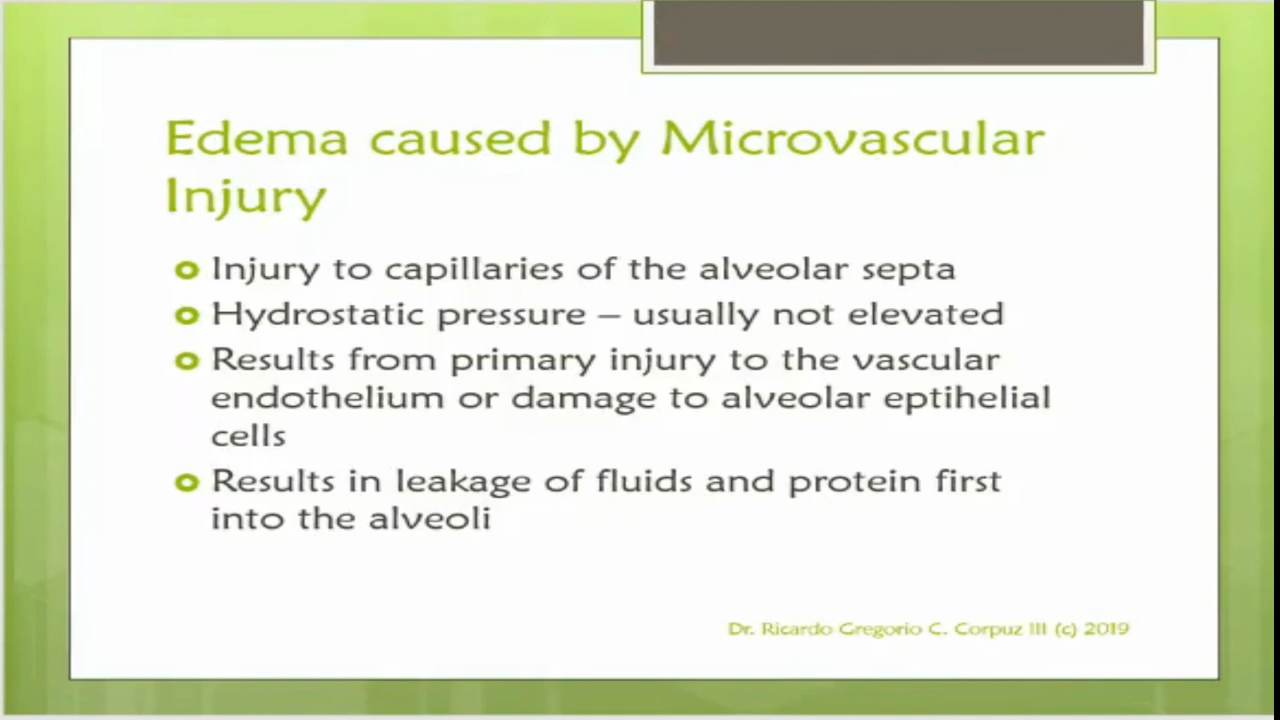 Edema caused by Microvascular
Injury
Injury to capillaries of the alveolar septa
Hydrostatic pressure – usually not elevated
Results from primary injury to the vascular
endothelium or damage to alveolar eptihelial
cells
Results in leakage of fluids and protein first
into the alveoli
Dr. Ricardo Gregorio C. Corpuz III (c) 2019